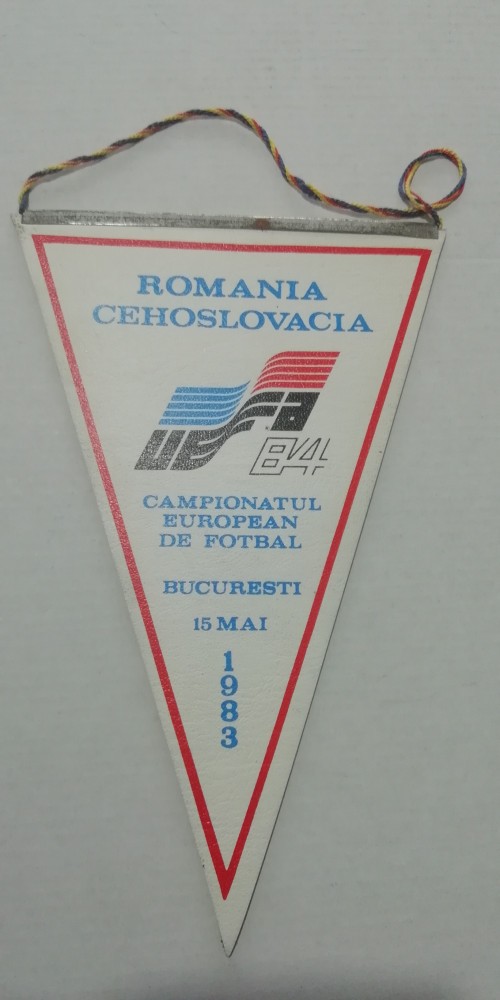 ROMANIA
CEHOSLOVACIA
uefa
84
CAMPIONATUL
EUROPEAN
DE FOTBAL
BUCURESTI
15 MAI
1
9
8
3